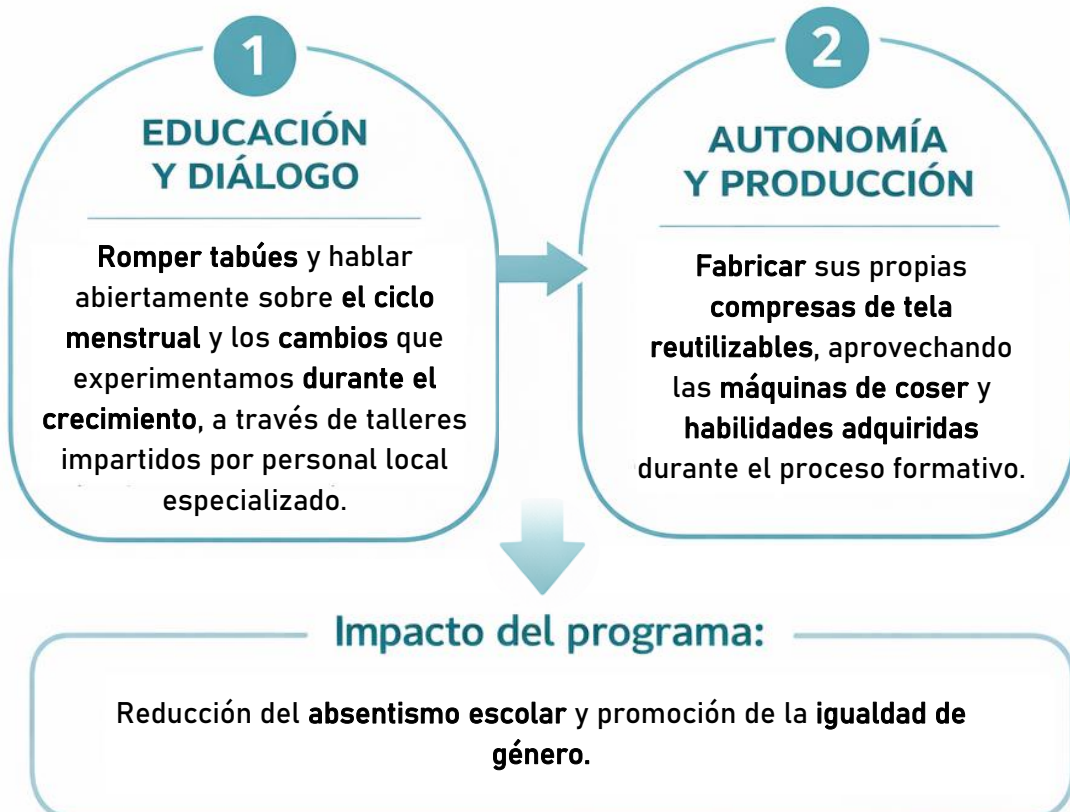 1
EDUCACIÓN
Y DIÁLOGO
Romper tabúes y hablar
abiertamente sobre el ciclo
menstrual y los cambios que
experimentamos durante el
crecimiento, a través de talleres
impartidos por personal local
especializado.
2
AUTONOMÍA
Y PRODUCCIÓN
Fabricar sus propias
compresas de tela
reutilizables, aprovechando
las máquinas de coser y
habilidades adquiridas
durante el proceso formativo.
Impacto del programa:
Reducción del absentismo escolar y promoción de la igualdad de
género.